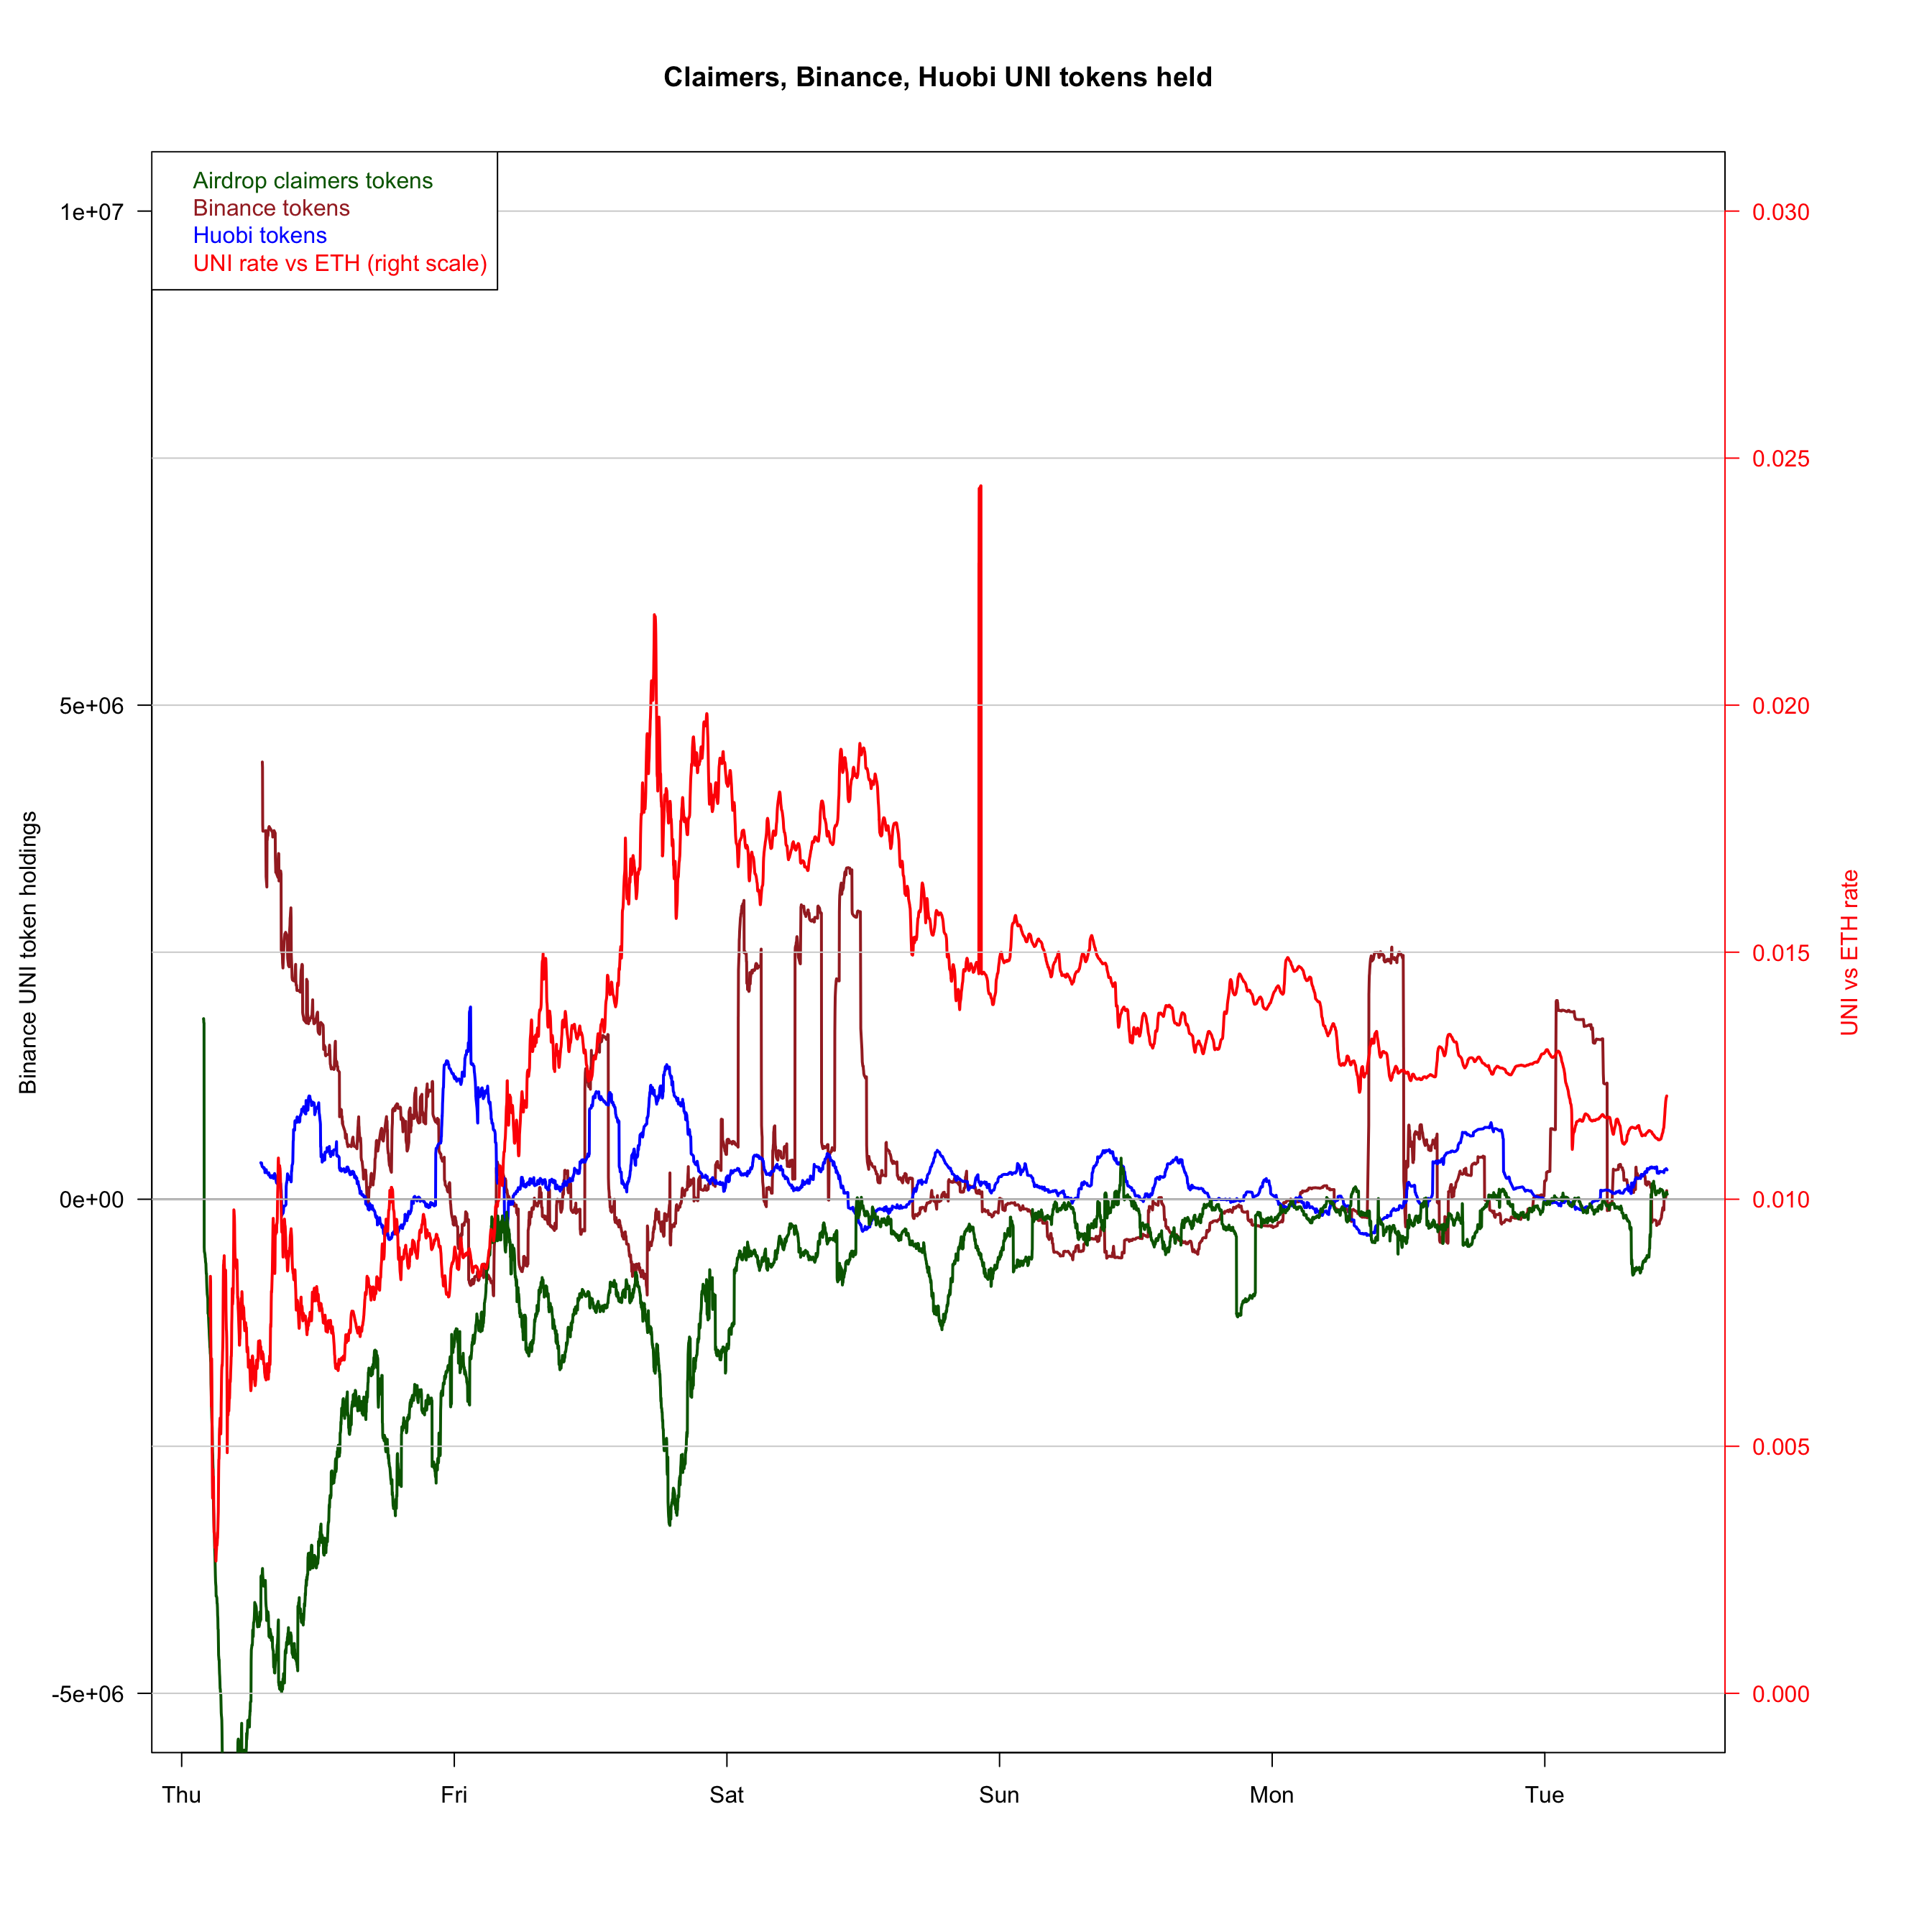 Claimers, Binance, Huobi UNI tokens held
Airdrop claimers tokens
Binance tokens
Huobi tokens
UNI rate vs ETH (right scale)
Binance UNI token holdings
1e+07
5e+06
0e+00
-5e+06
0.030
0.025
0.020
0.015
0.010
0.005
0.000
UNI vs ETH rate
Thu Fri Sat Sun Mon Tue